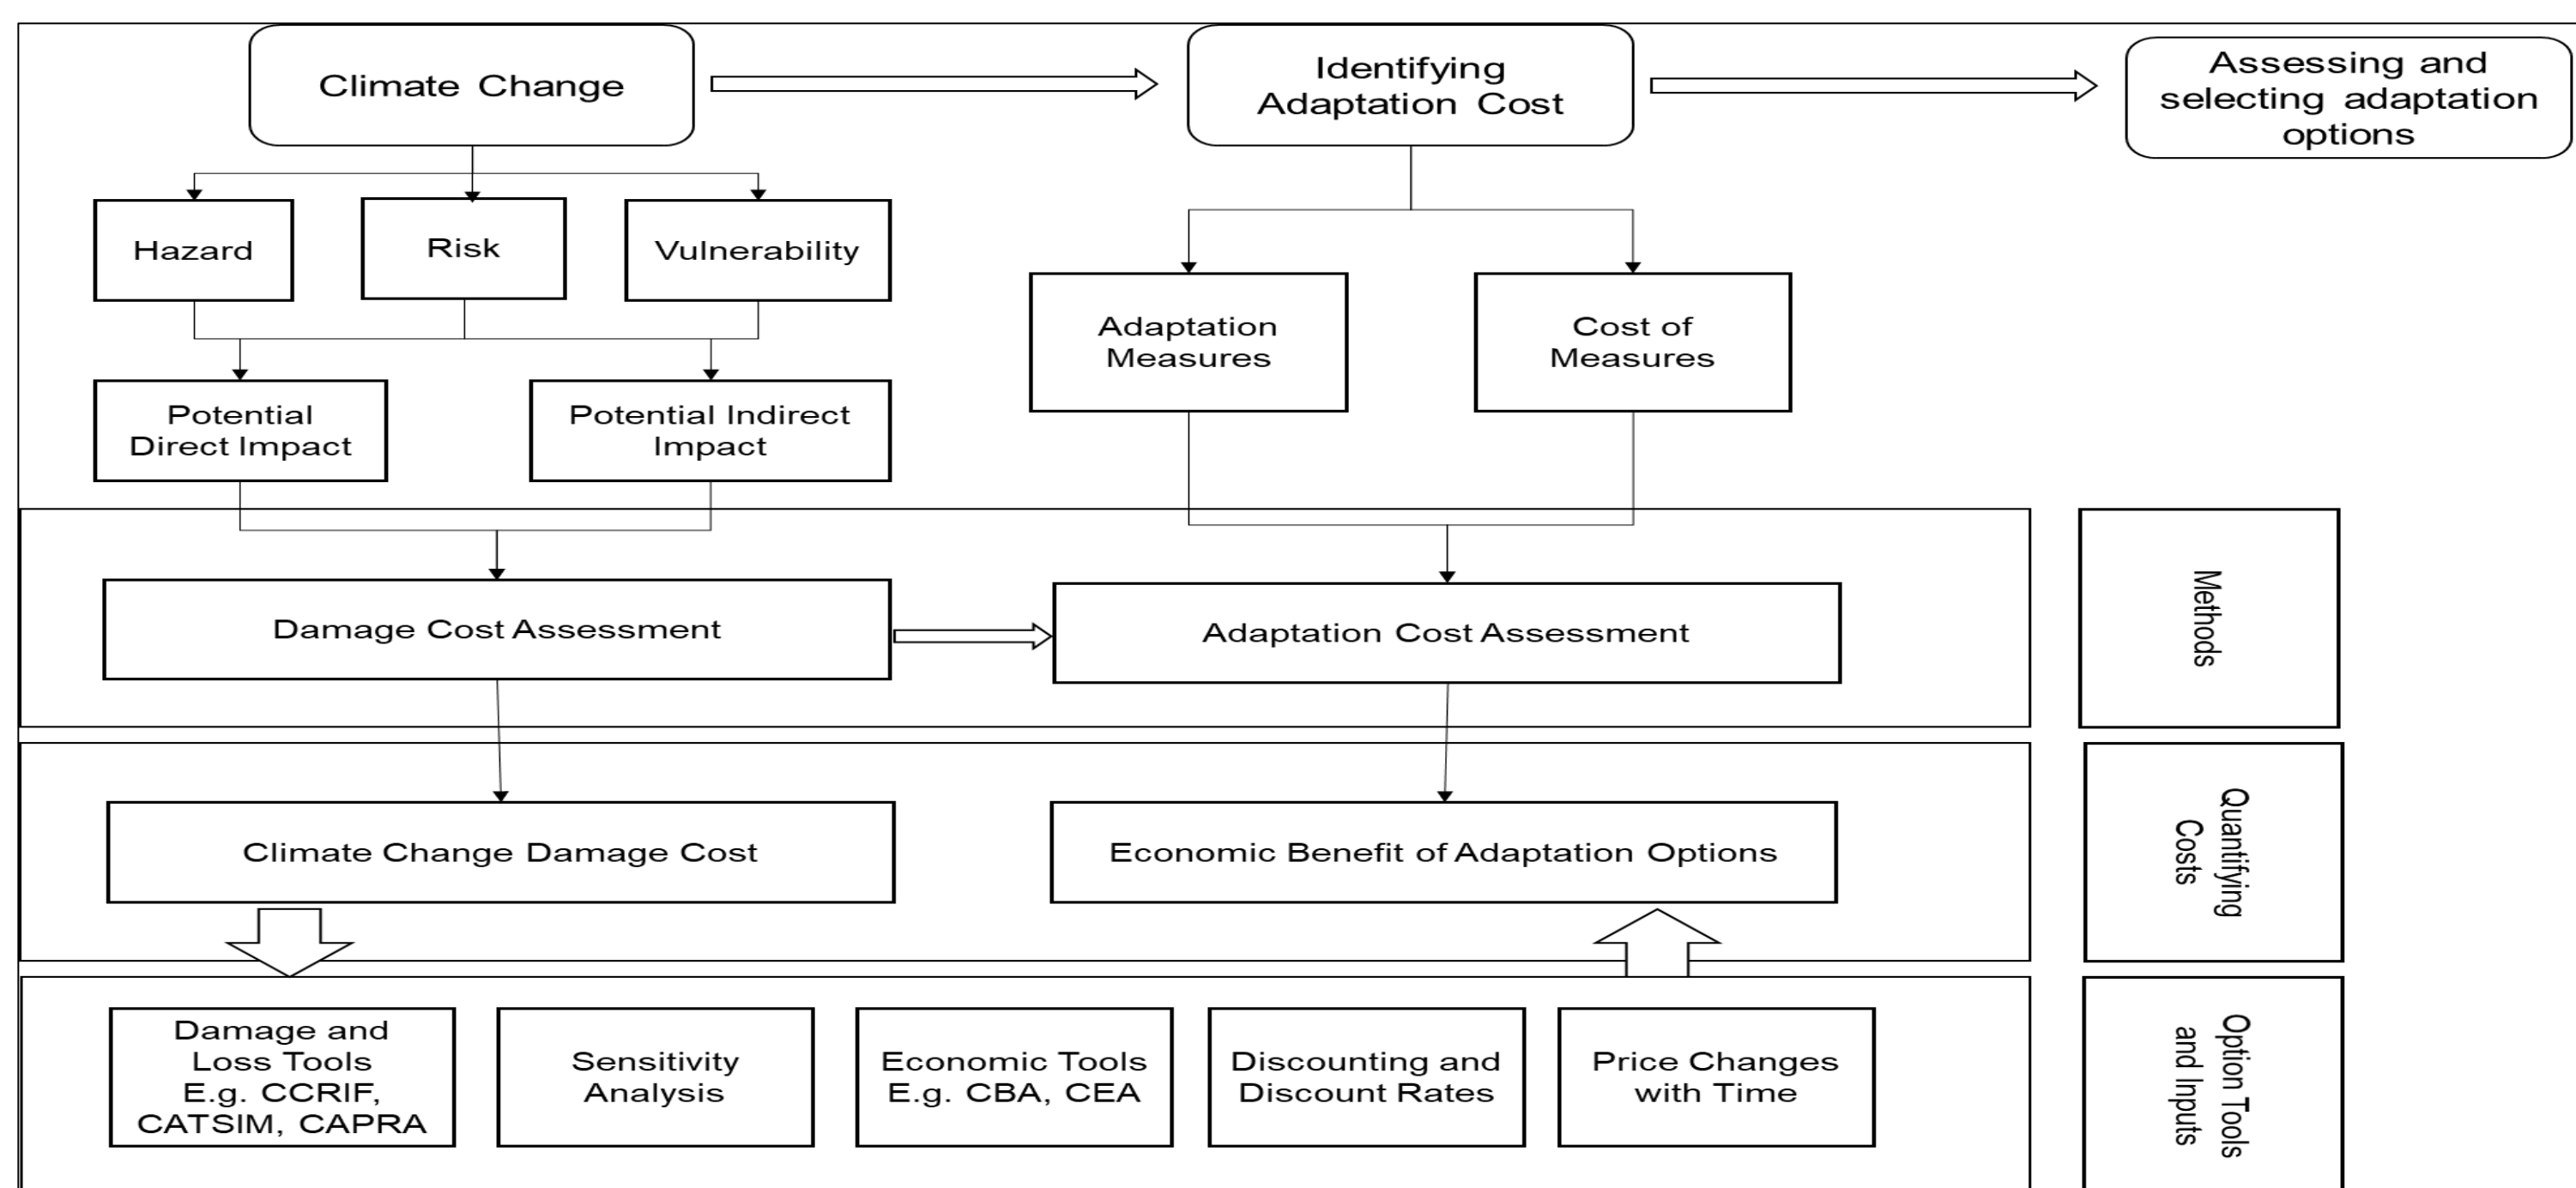 Climate Change
Identifying
Adaptation Cost
Assessing and
selecting adaptation
options
Hazard
Risk
Vulnerability
Adaptation
Measures
Cost of
Measures
Potential
Direct Impact
Potential Indirect
Impact
Damage Cost Assessment
Adaptation Cost Assessment
Methods
Climate Change Damage Cost
Economic Benefit of Adaptation Options
Quantifying
Costs
Damage and
Loss Tools
E.g. CCRIF,
CATSIM, CAPRA
Sensitivity
Analysis
Economic Tools
E.g. CBA, CEA
Discounting and
Discount Rates
Price Changes
with Time
Option Tools
and Inputs